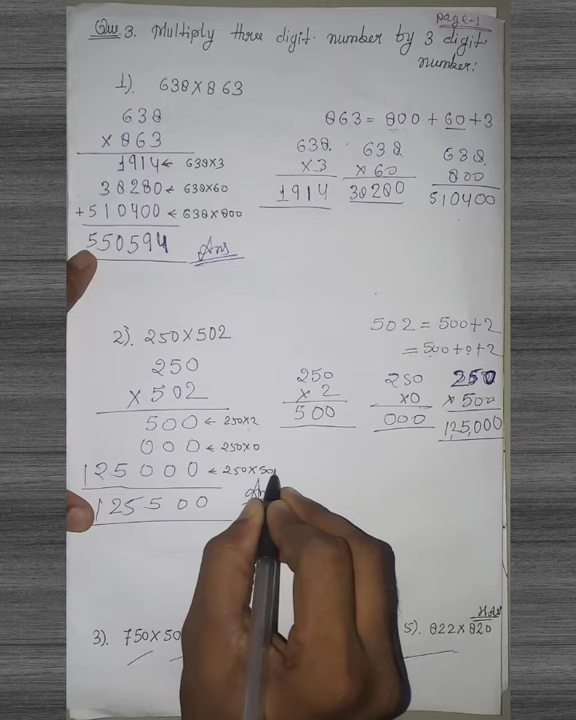 Page-1
Que. 3. Multiply three digit. number by 3 digit
number:
1). 638 X 863
638
X 863
1914 ← 638X3
38280 ← 638X60
+510400 ← 638X800
550594 Ans
863 = 800 + 60 + 3
638
X3
1914
638
X 60
38280
638
800
510400
2). 250 X 502
250
X 502
500 ← 250X2
000 ← 250X0
125000 ← 250X50
125500
502 = 500+2
= 500+0+2
250
X 2
500
250
X0
000
250
X 500
125,000
3). 750 X 50
5). 822 X 820